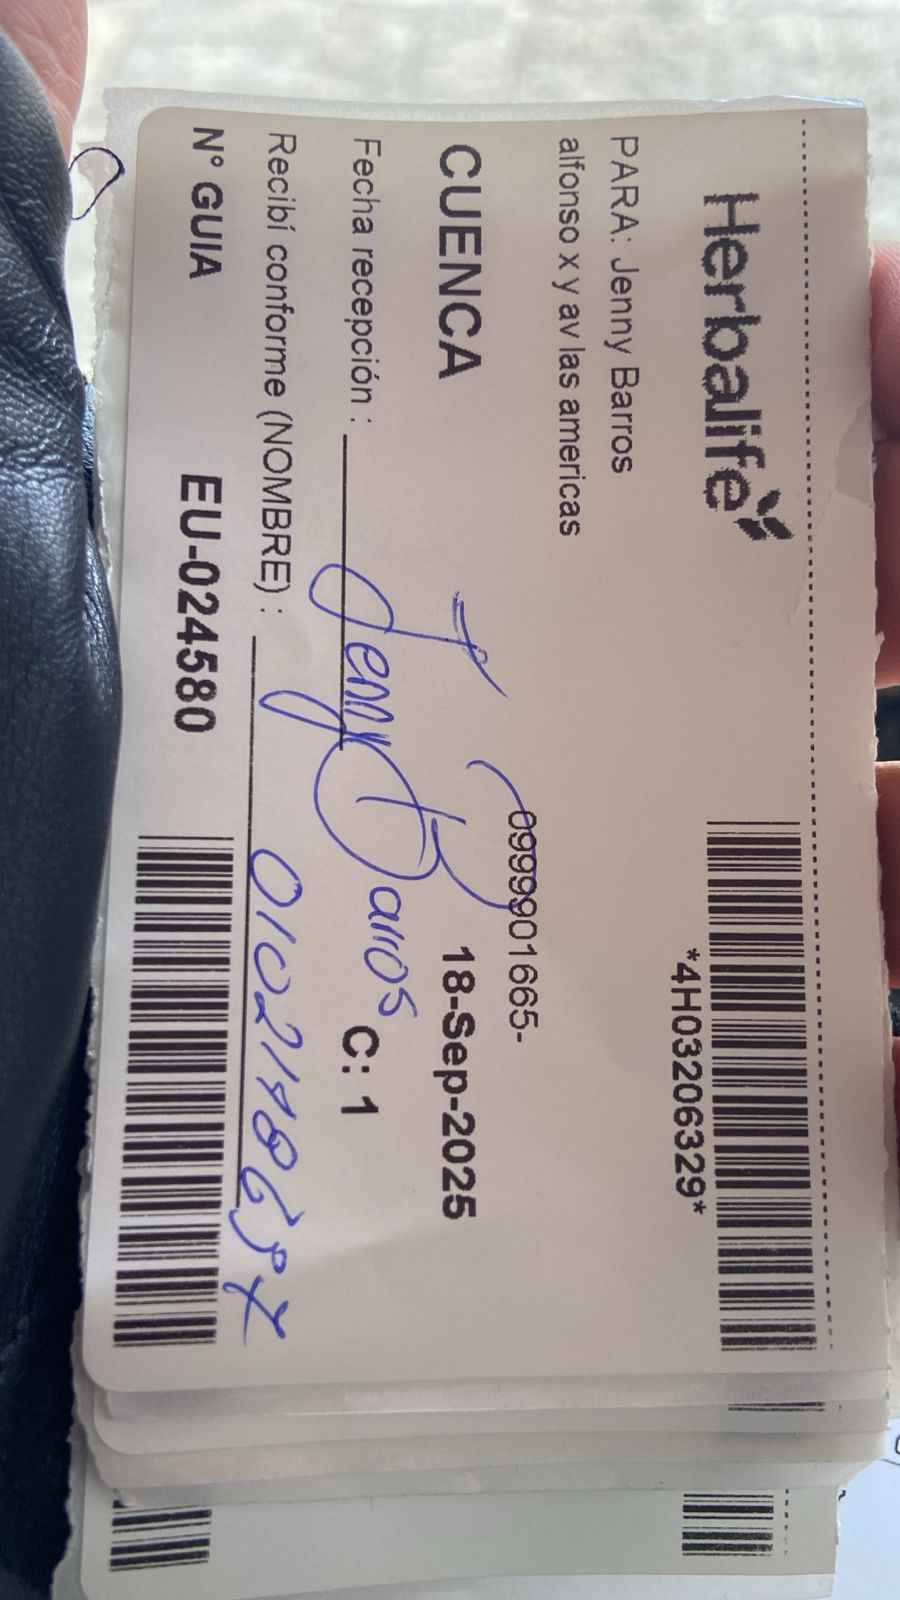 Herbalife
*4H03206329*
PARA: Jenny Barros
alfonso x y av las americas
0999901665-
CUENCA
18-Sep-2025
Fecha recepción :
Jenny Barros
C: 1
Recibí conforme (NOMBRE) :
N° GUIA
EU-024580